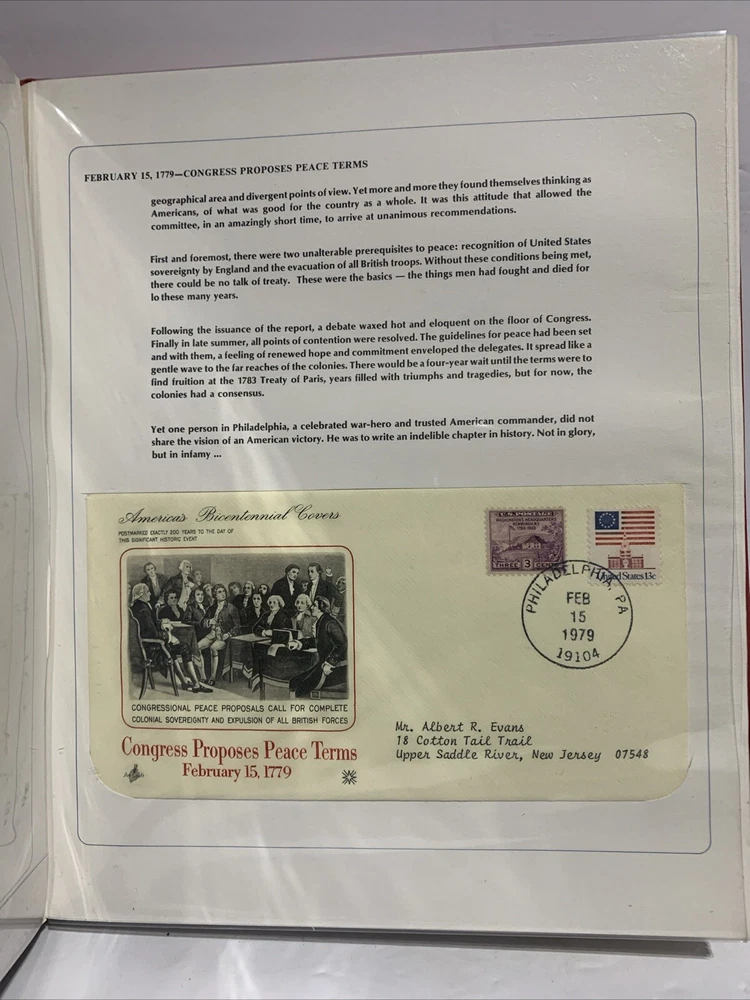 FEBRUARY 15, 1779—CONGRESS PROPOSES PEACE TERMS
geographical area and divergent points of view. Yet more and more they found themselves thinking as
Americans, of what was good for the country as a whole. It was this attitude that allowed the
committee, in an amazingly short time, to arrive at unanimous recommendations.
First and foremost, there were two unalterable prerequisites to peace: recognition of United States
sovereignty by England and the evacuation of all British troops. Without these conditions being met,
there could be no talk of treaty. These were the basics — the things men had fought and died for
lo these many years.
Following the issuance of the report, a debate waxed hot and eloquent on the floor of Congress.
Finally in late summer, all points of contention were resolved. The guidelines for peace had been set
and with them, a feeling of renewed hope and commitment enveloped the delegates. It spread like a
gentle wave to the far reaches of the colonies. There would be a four-year wait until the terms were to
find fruition at the 1783 Treaty of Paris, years filled with triumphs and tragedies, but for now, the
colonies had a consensus.
Yet one person in Philadelphia, a celebrated war-hero and trusted American commander, did not
share the vision of an American victory. He was to write an indelible chapter in history. Not in glory,
but in infamy ...
America's Bicentennial Covers
POSTMARKED EXACTLY 200 YEARS TO THE DAY OF
THIS SIGNIFICANT HISTORIC EVENT
U.S. POSTAGE
WASHINGTON'S HEADQUARTERS
THREE 3 CENTS
United States 13c
PHILADELPHIA, PA
FEB
15
1979
19104
CONGRESSIONAL PEACE PROPOSALS CALL FOR COMPLETE
COLONIAL SOVEREIGNTY AND EXPULSION OF ALL BRITISH FORCES
Congress Proposes Peace Terms
February 15, 1779
Mr. Albert R. Evans
18 Cotton Tail Trail
Upper Saddle River, New Jersey 07548